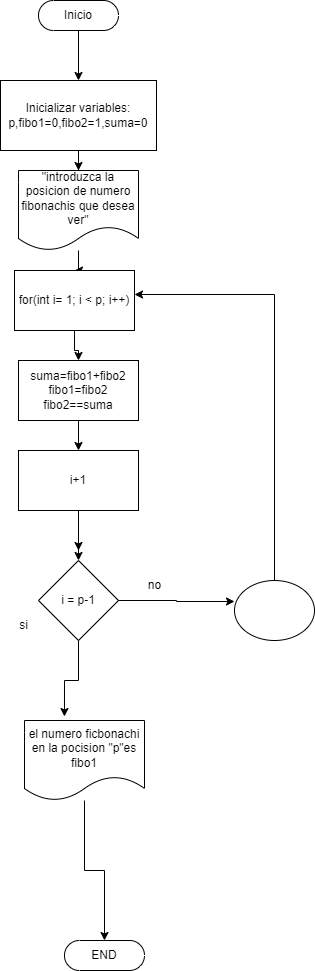 Inicio
Inicializar variables:
p,fibo1=0,fibo2=1,suma=0
"introduzca la
posicion de numero
fibonachis que desea
ver"
for(int i= 1; i < p; i++)
suma=fibo1+fibo2
fibo1=fibo2
fibo2==suma
i+1
i = p-1
no
si
el numero ficbonachi
en la pocision "p"es
fibo1
END